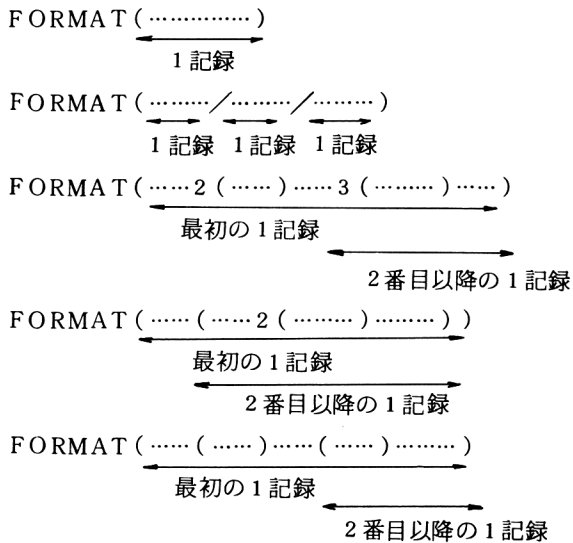 FORMAT(………………)
1記録
FORMAT(………／………／………)
1記録 1記録 1記録
FORMAT(……2(……)……3(………)……)
最初の1記録
2番目以降の1記録
FORMAT(……(……2(………)………))
最初の1記録
2番目以降の1記録
FORMAT(……(……)……(……)………)
最初の1記録
2番目以降の1記録